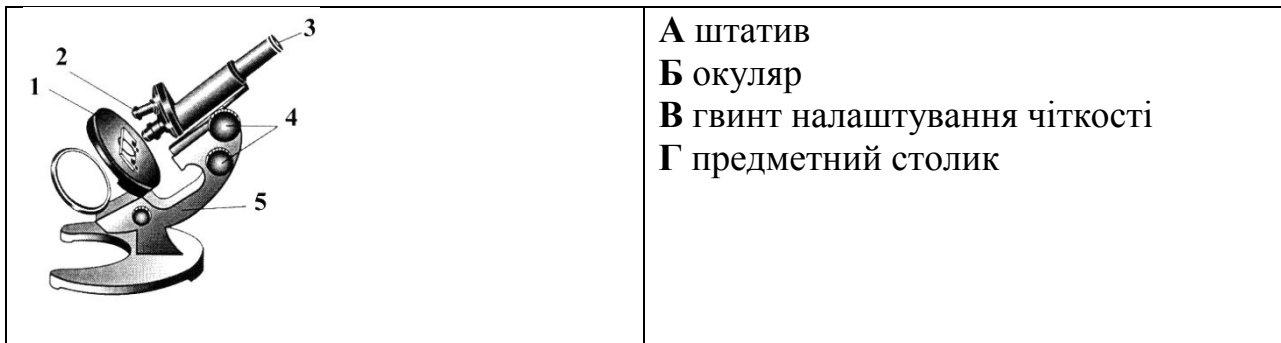 3
2
1
4
5
А штатив
Б окуляр
В гвинт налаштування чіткості
Г предметний столик